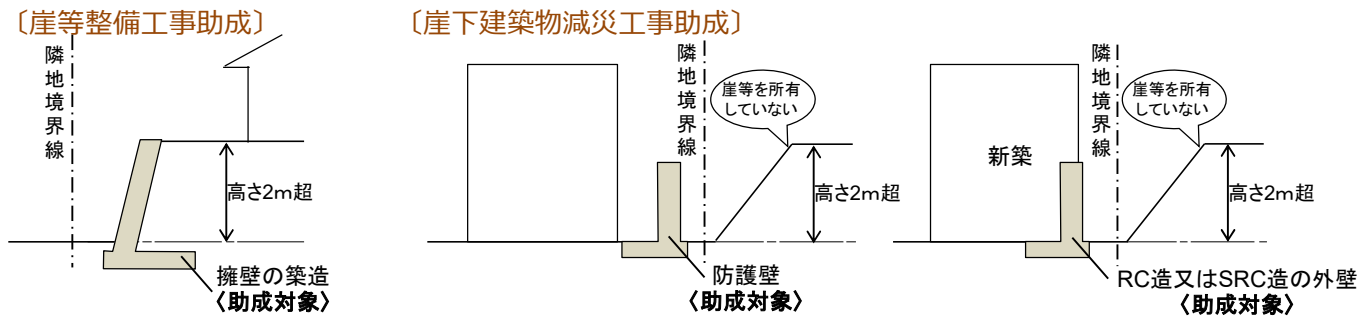 〔崖等整備工事助成〕
隣地境界線
高さ2m超
擁壁の築造
〈助成対象〉
〔崖下建築物減災工事助成〕
隣地境界線
崖等を所有
していない
高さ2m超
防護壁
〈助成対象〉
新築
隣地境界線
崖等を所有
していない
高さ2m超
RC造又はSRC造の外壁
〈助成対象〉